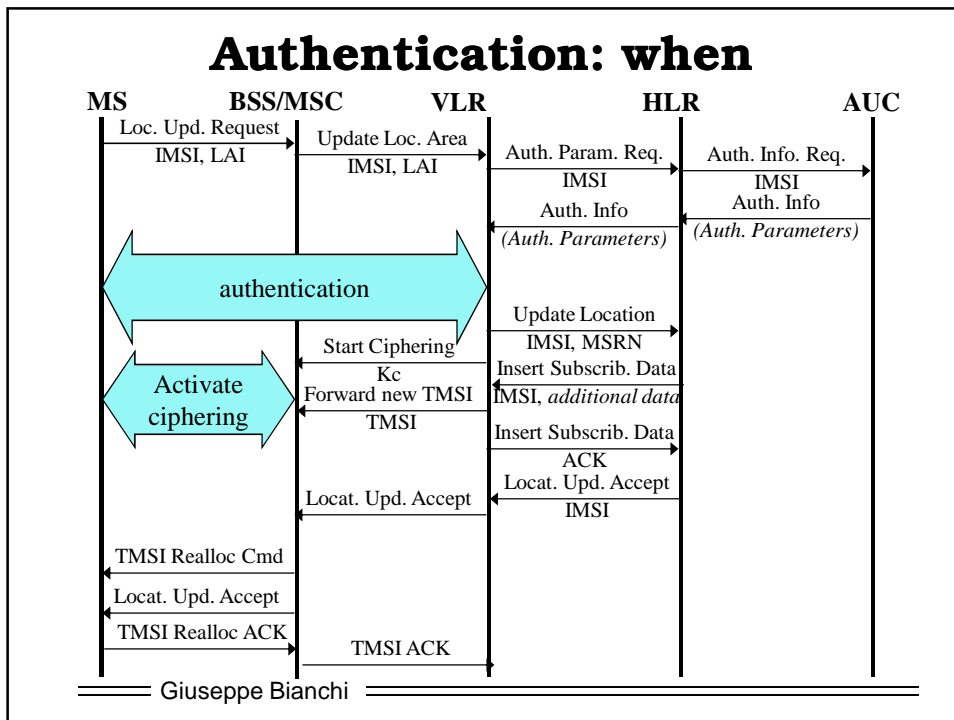 Authentication: when
MS BSS/MSC VLR HLR AUC
Loc. Upd. Request
IMSI, LAI
Update Loc. Area
IMSI, LAI
Auth. Param. Req.
IMSI
Auth. Info. Req.
IMSI
Auth. Info
(Auth. Parameters)
Auth. Info
(Auth. Parameters)
authentication
Update Location
IMSI, MSRN
Start Ciphering
Kc
Activate
ciphering
Insert Subscrib. Data
IMSI, additional data
Forward new TMSI
TMSI
Insert Subscrib. Data
ACK
Locat. Upd. Accept
IMSI
Locat. Upd. Accept
TMSI Realloc Cmd
Locat. Upd. Accept
TMSI Realloc ACK
TMSI ACK
Giuseppe Bianchi